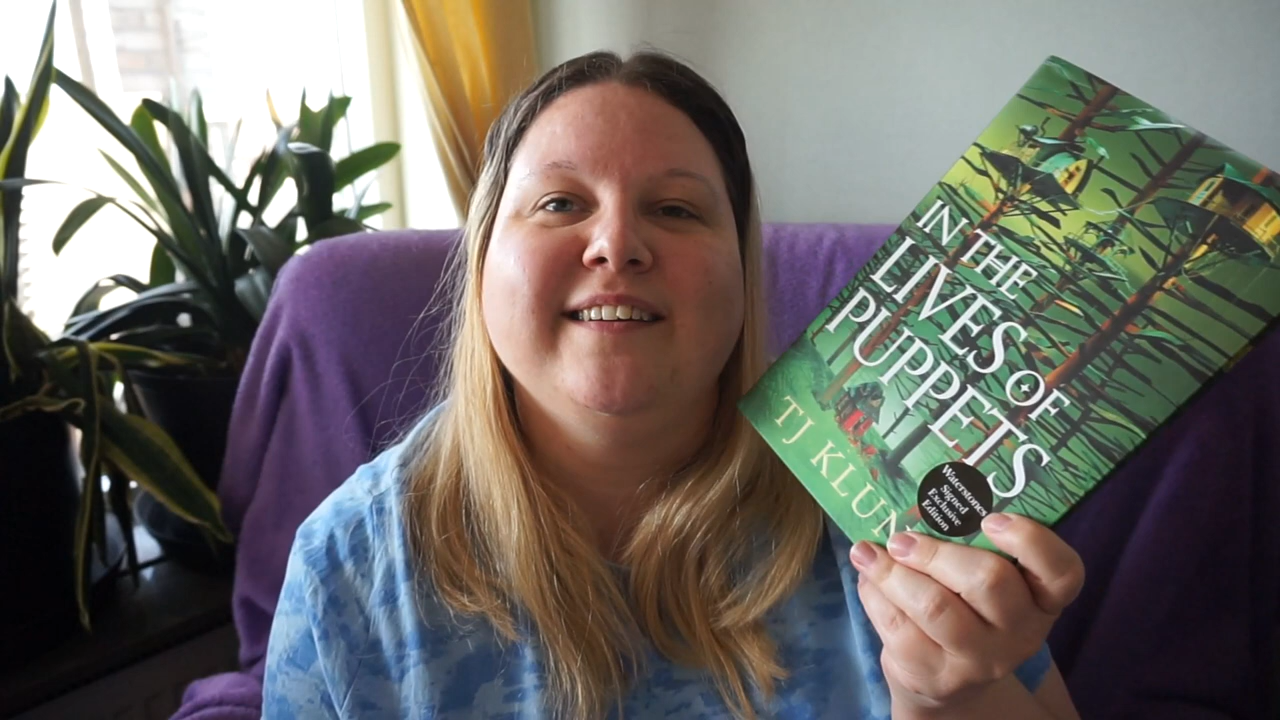 IN THE
LIVES OF
PUPPETS
TJ KLUN
Waterstones
Signed
Exclusive
Edition